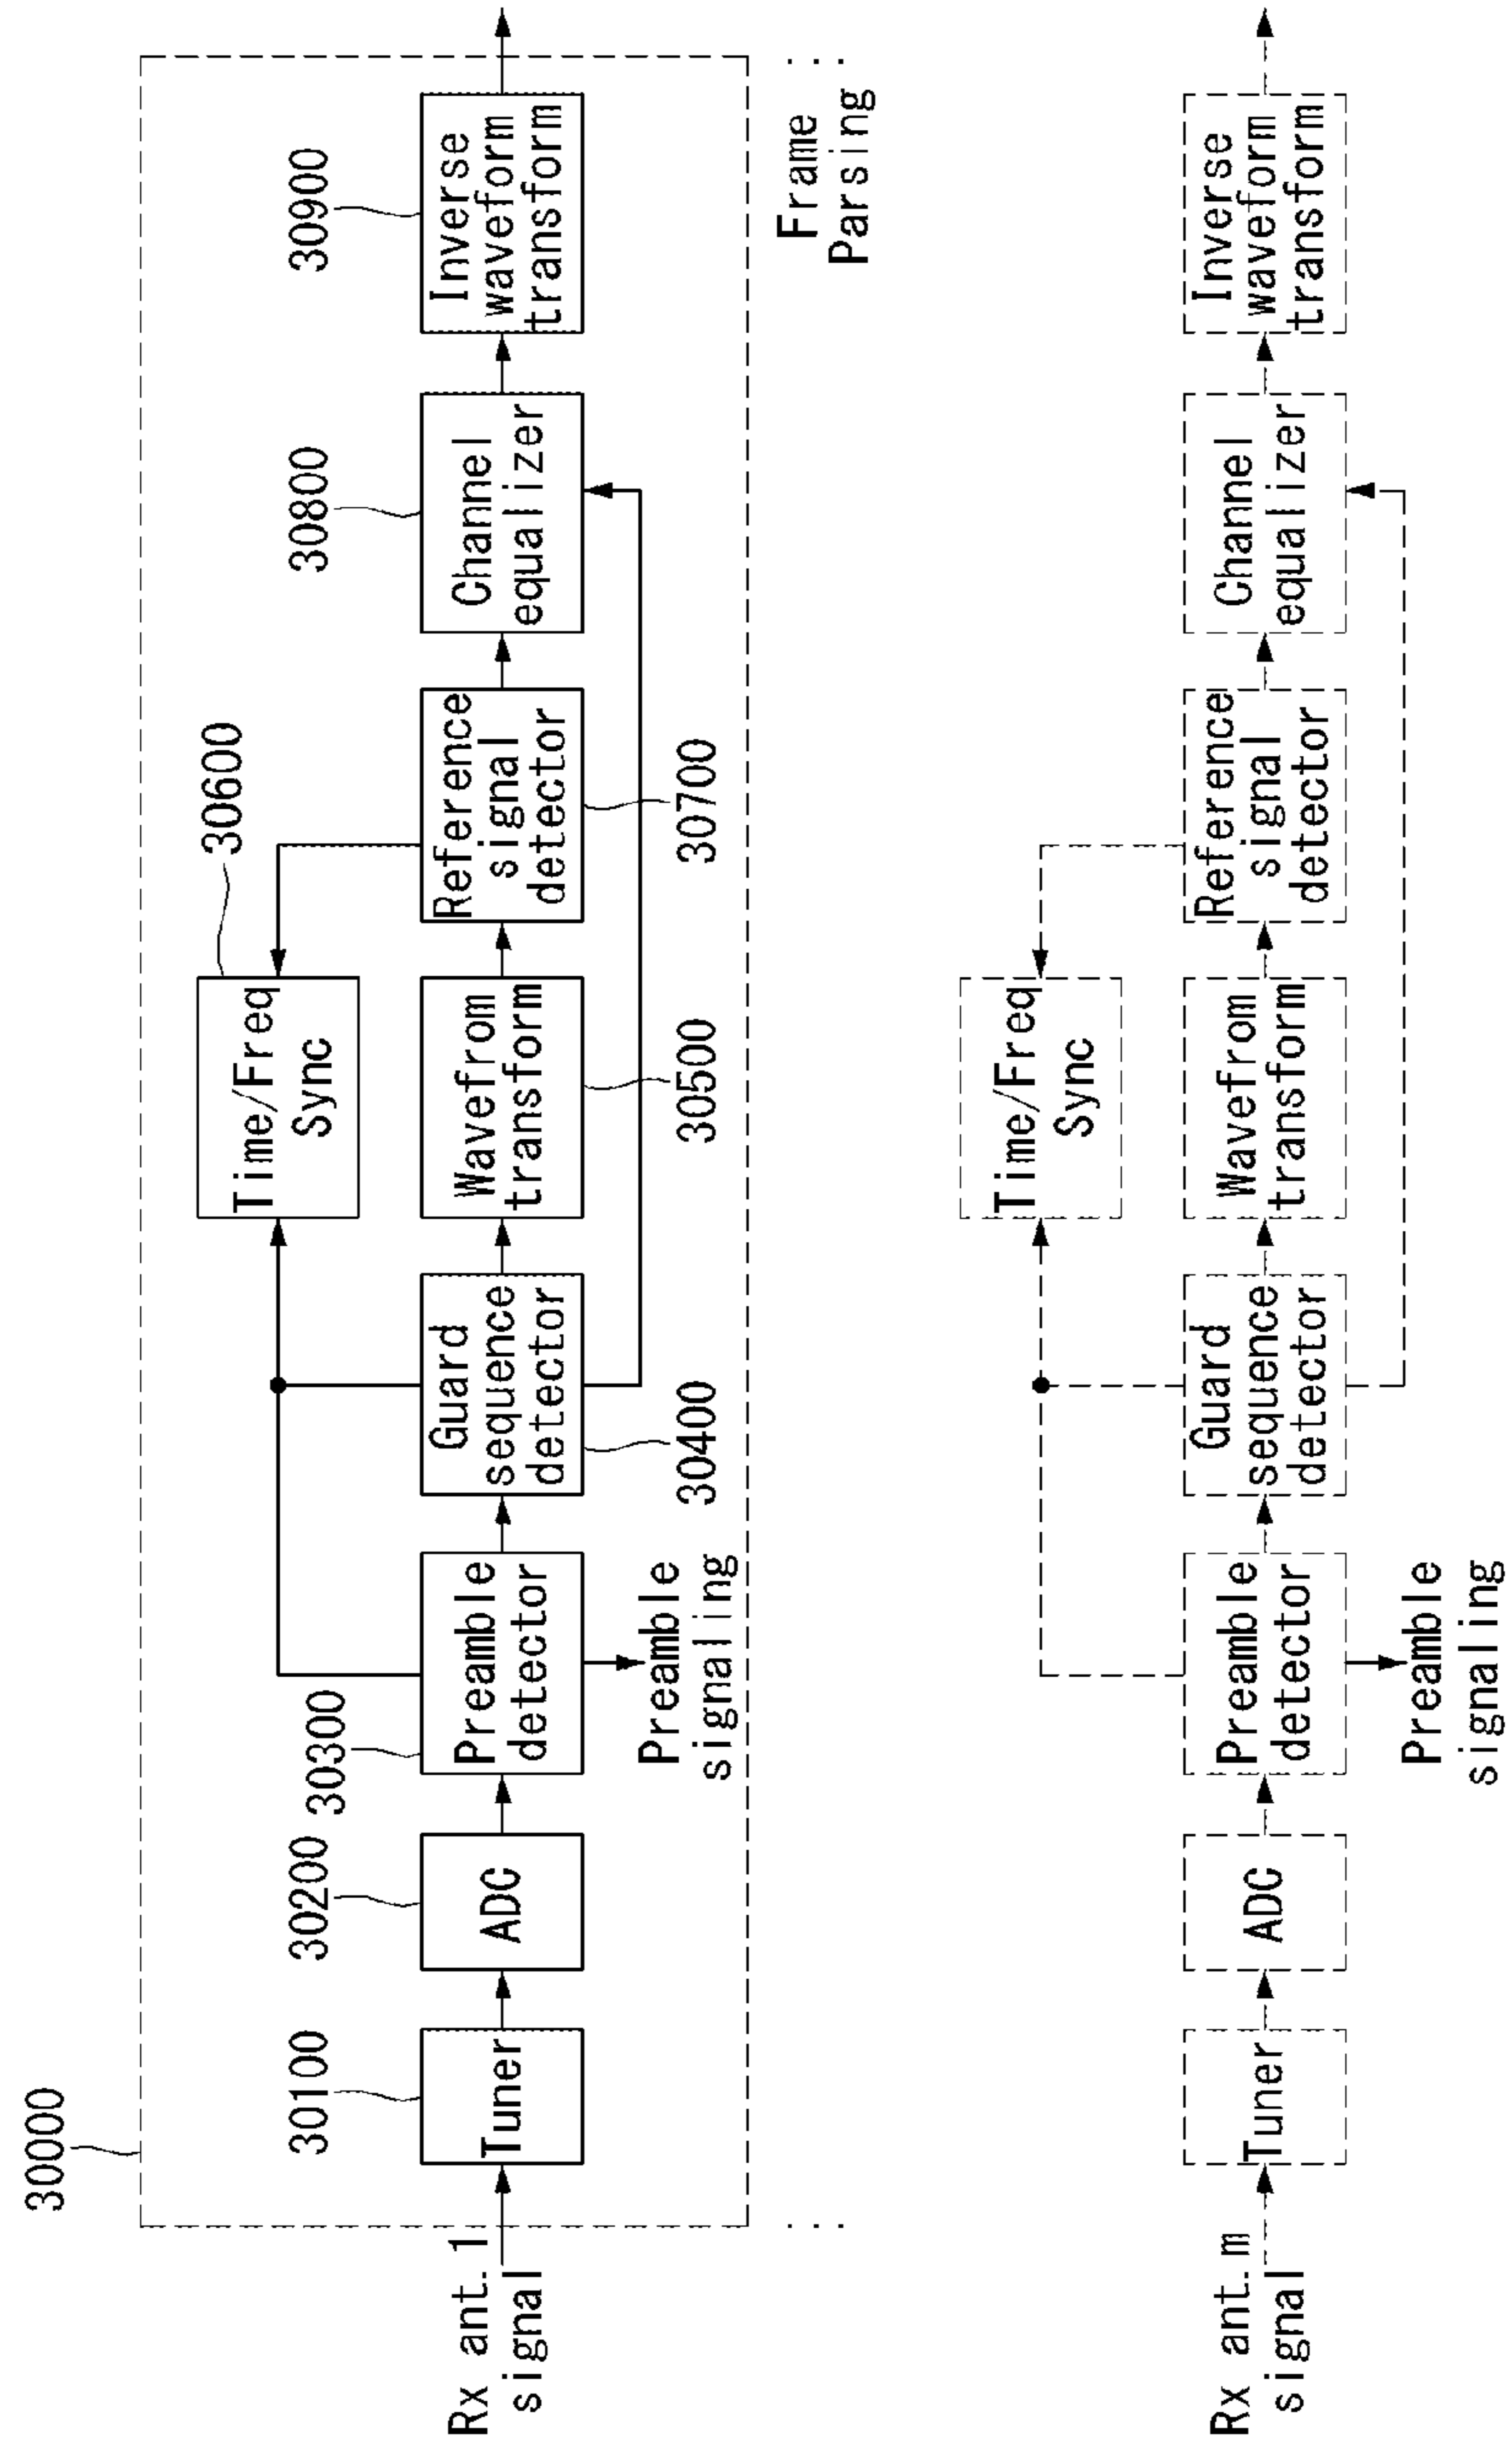 30000
30600
Time/Freq
Sync
30100
30200
30300
30800
30900
Rx ant. 1
signal
Tuner
ADC
Preamble
detector
Guard
sequence
detector
Wavefrom
transform
Reference
signal
detector
Channel
equalizer
Inverse
waveform
transform
Preamble
signaling
30400
30500
30700
...
Frame
Parsing
...
Time/Freq
Sync
Rx ant. m
signal
Tuner
ADC
Preamble
detector
Guard
sequence
detector
Wavefrom
transform
Reference
signal
detector
Channel
equalizer
Inverse
waveform
transform
Preamble
signaling